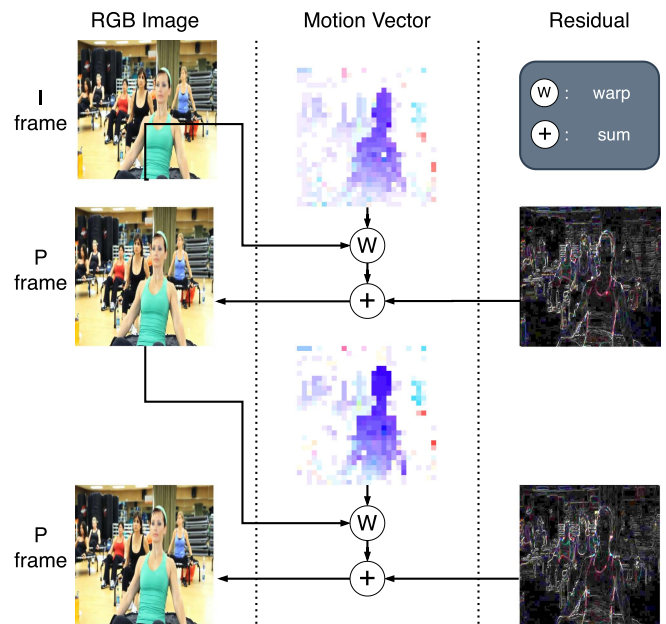 RGB Image
Motion Vector
Residual
I
frame
W : warp
+ : sum
P
frame
W
+
P
frame
W
+